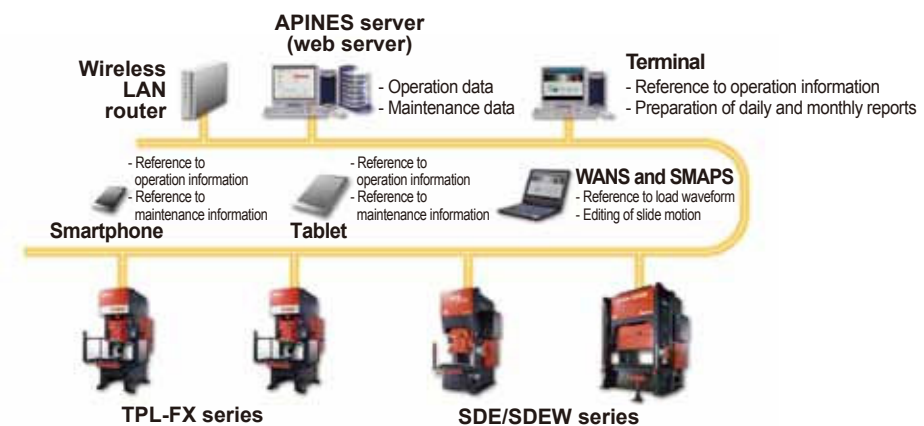 APINES server
(web server)
- Operation data
- Maintenance data
Wireless
LAN
router
Terminal
- Reference to operation information
- Preparation of daily and monthly reports
- Reference to
operation information
- Reference to
maintenance information
Smartphone
- Reference to
operation information
- Reference to
maintenance information
Tablet
WANS and SMAPS
- Reference to load waveform
- Editing of slide motion
TPL-FX series
SDE/SDEW series